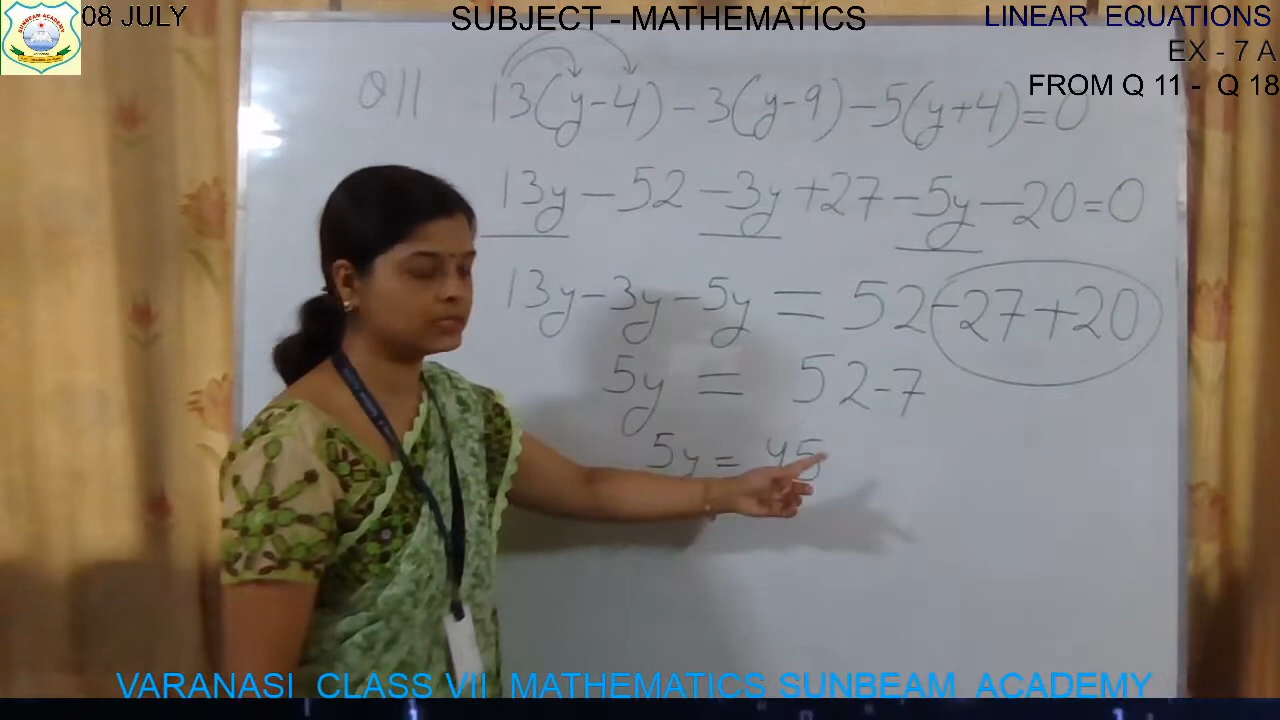 08 JULY
SUBJECT - MATHEMATICS
LINEAR EQUATIONS
EX - 7 A
FROM Q 11 - Q 18
SUNBEAM ACADEMY
Q11 13(y-4)-3(y-9)-5(y+4)=0
13y-52-3y+27-5y-20=0
13y-3y-5y=52-27+20
5y=52-7
5y=45
VARANASI CLASS VII MATHEMATICS SUNBEAM ACADEMY